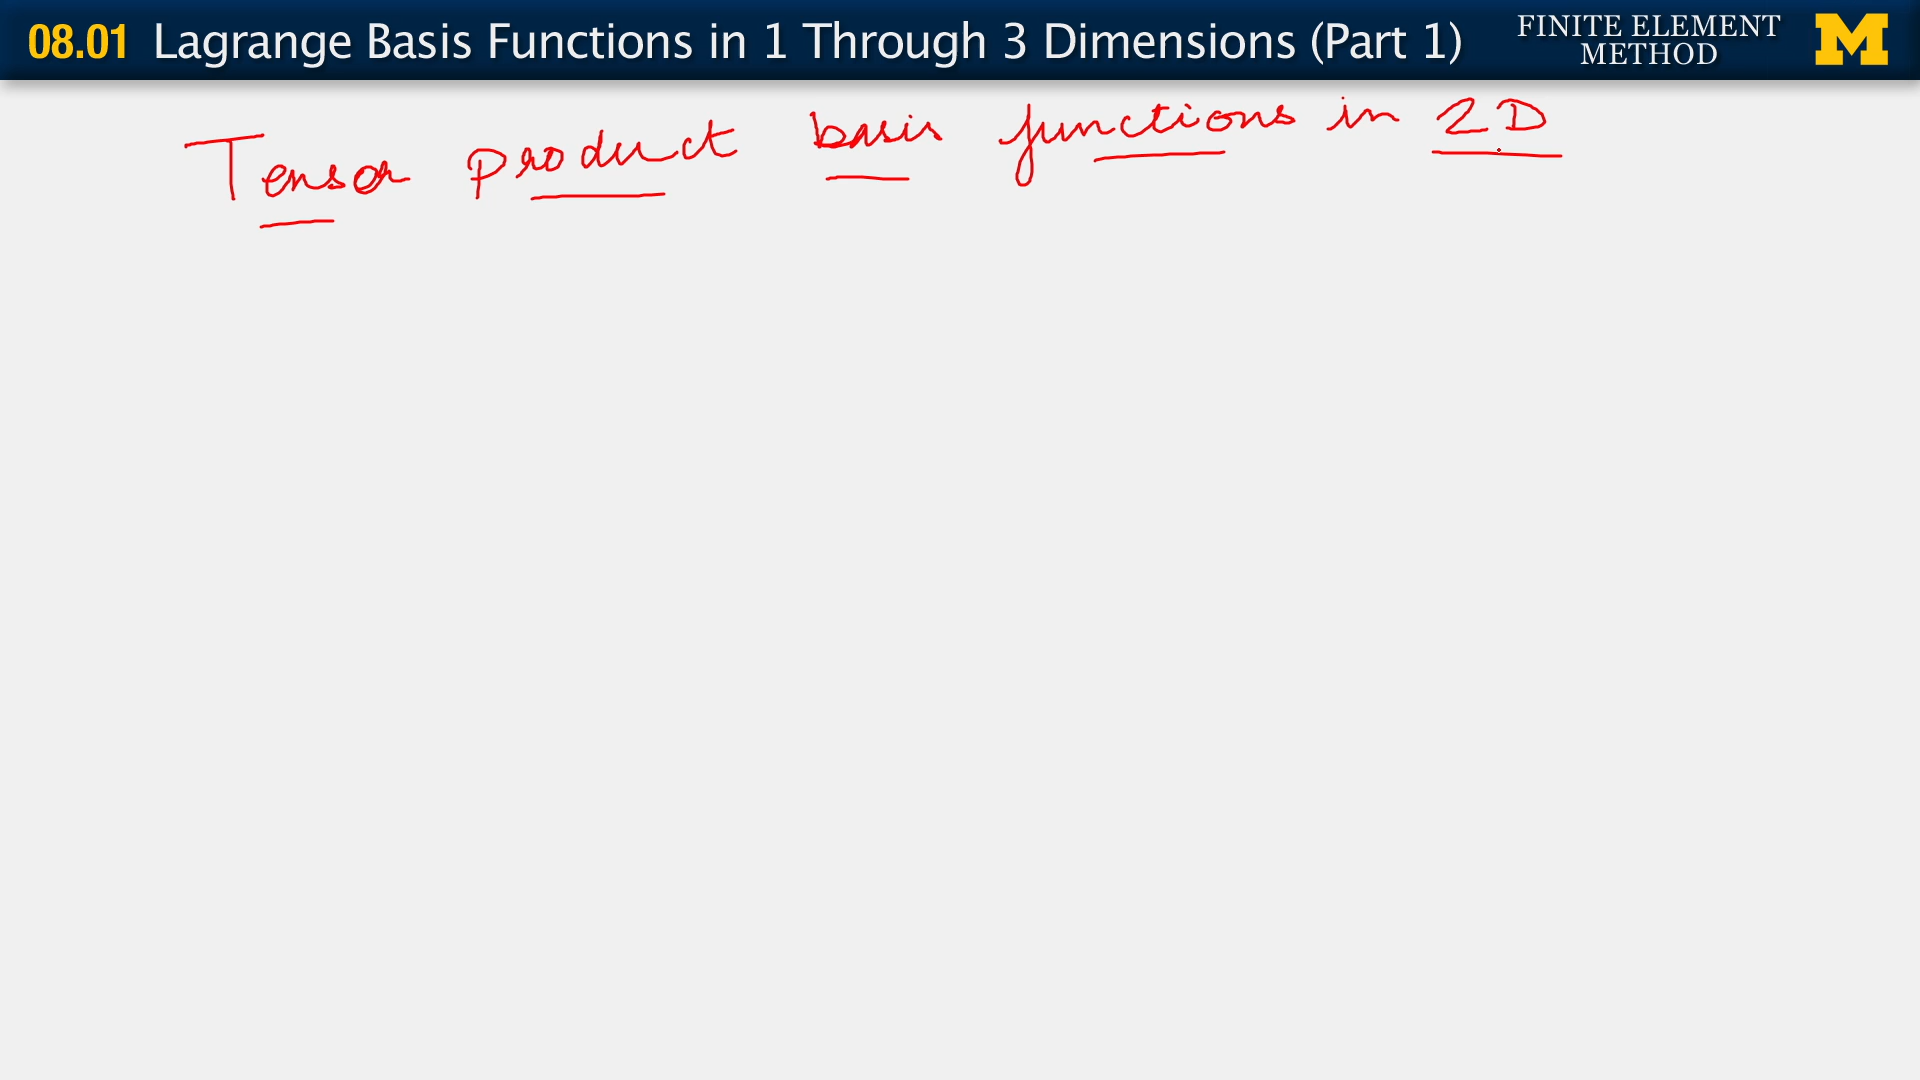 08.01 Lagrange Basis Functions in 1 Through 3 Dimensions (Part 1)
FINITE ELEMENT
METHOD
M
Tensor product basis functions in 2D